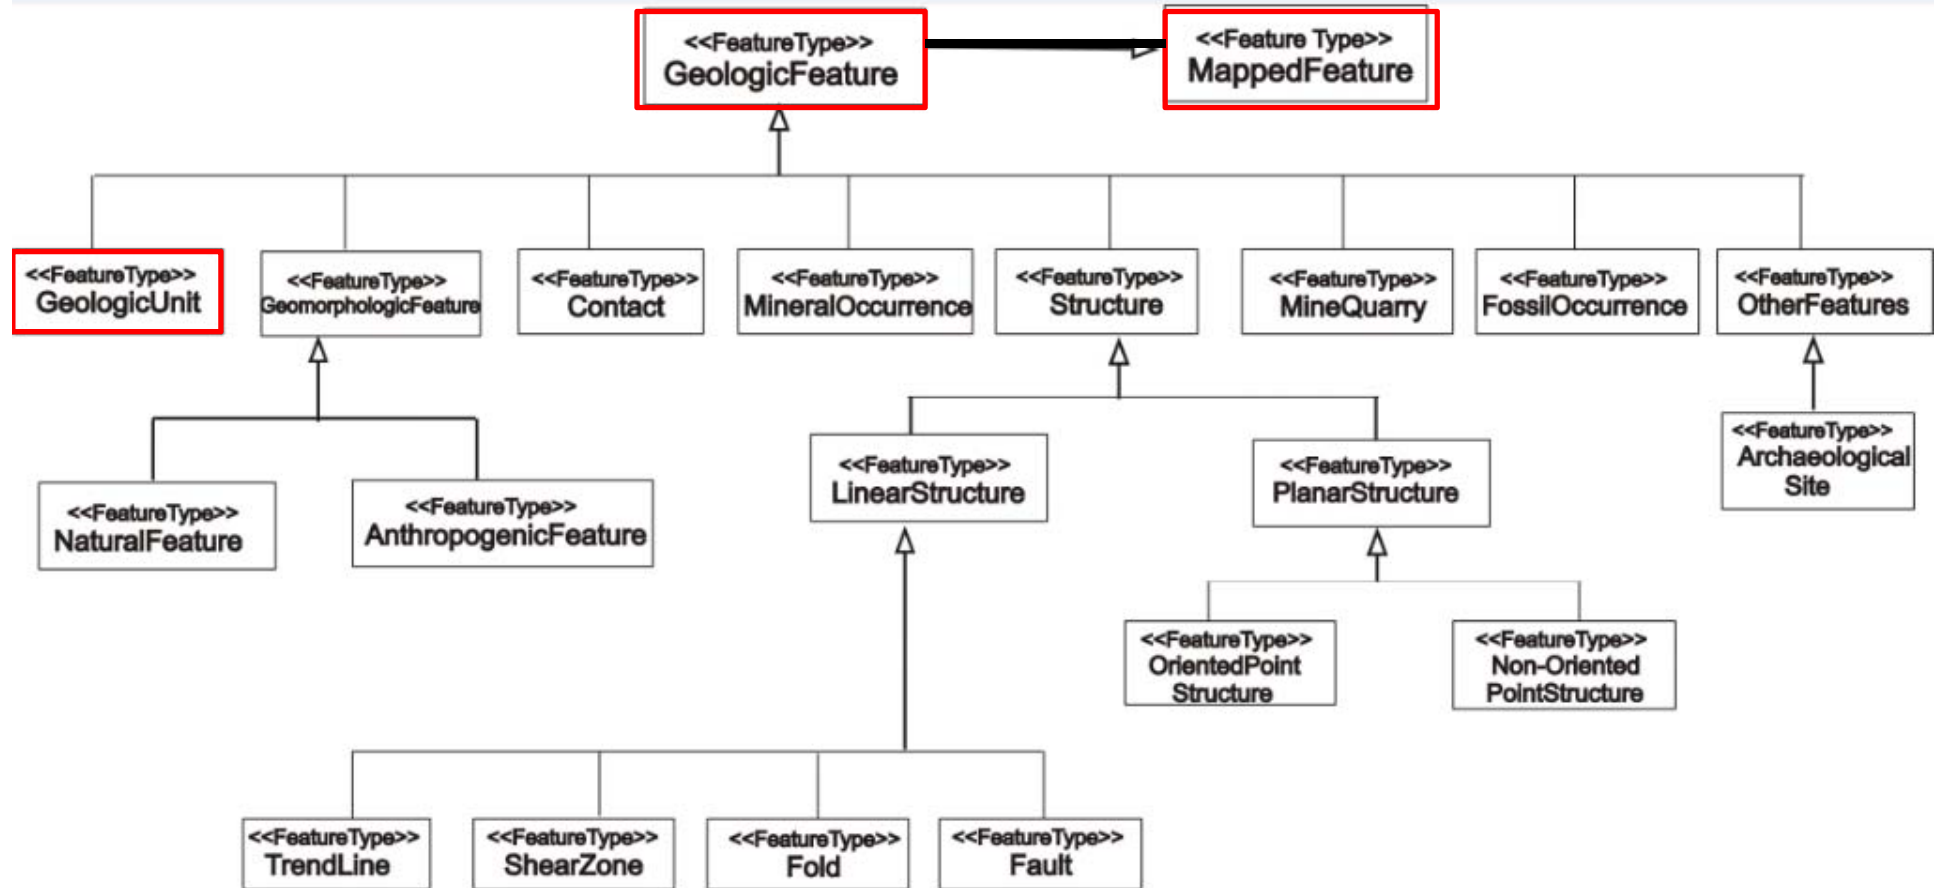 <<FeatureType>>
GeologicFeature
<<Feature Type>>
MappedFeature
<<FeatureType>>
GeologicUnit
<<FeatureType>>
GeomorphologicFeature
<<FeatureType>>
Contact
<<FeatureType>>
MineralOccurrence
<<FeatureType>>
Structure
<<FeatureType>>
MineQuarry
<<FeatureType>>
FossilOccurrence
<<FeatureType>>
OtherFeatures
<<FeatureType>>
NaturalFeature
<<FeatureType>>
AnthropogenicFeature
<<FeatureType>>
LinearStructure
<<FeatureType>>
PlanarStructure
<<FeatureType>>
Archaeological
Site
<<FeatureType>>
OrientedPoint
Structure
<<FeatureType>>
Non-Oriented
PointStructure
<<FeatureType>>
TrendLine
<<FeatureType>>
ShearZone
<<FeatureType>>
Fold
<<FeatureType>>
Fault